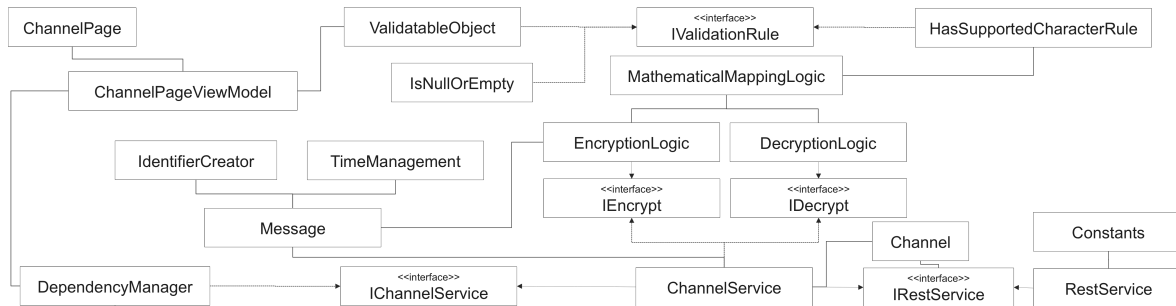 ChannelPage
ValidatableObject
<<interface>>
IValidationRule
HasSupportedCharacterRule
ChannelPageViewModel
IsNullOrEmpty
MathematicalMappingLogic
IdentifierCreator
TimeManagement
EncryptionLogic
DecryptionLogic
<<interface>>
IEncrypt
<<interface>>
IDecrypt
Message
Channel
Constants
DependencyManager
<<interface>>
IChannelService
ChannelService
<<interface>>
IRestService
RestService